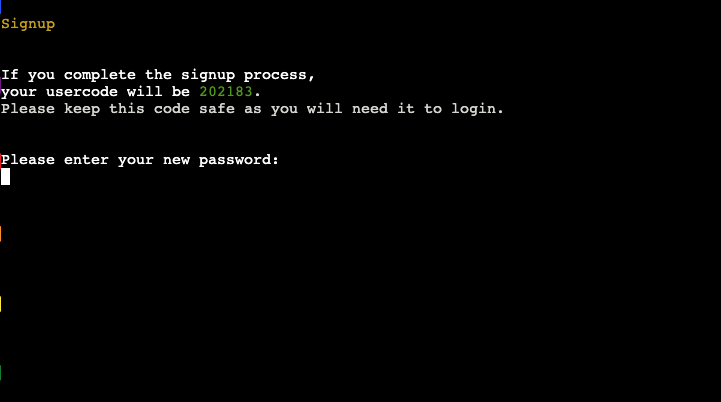 Signup
If you complete the signup process,
your usercode will be 202183.
Please keep this code safe as you will need it to login.
Please enter your new password: